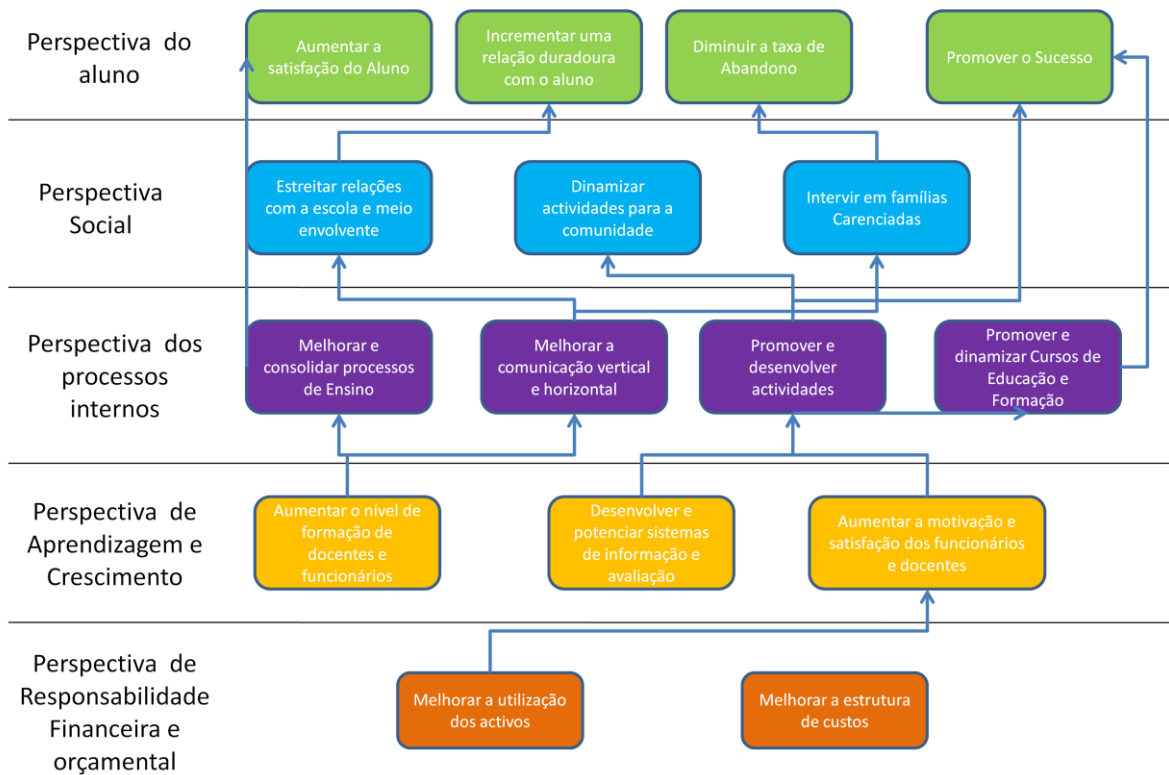 Perspectiva do
aluno
Aumentar a
satisfação do Aluno
Incrementar uma
relação duradoura
com o aluno
Diminuir a taxa de
Abandono
Promover o Sucesso
Perspectiva
Social
Estreitar relações
com a escola e meio
envolvente
Dinamizar
actividades para a
comunidade
Intervir em famílias
Carenciadas
Perspectiva dos
processos
internos
Melhorar e
consolidar processos
de Ensino
Melhorar a
comunicação vertical
e horizontal
Promover e
desenvolver
actividades
Promover e
dinamizar Cursos de
Educação e
Formação
Perspectiva de
Aprendizagem e
Crescimento
Aumentar o nível de
formação de
docentes e
funcionários
Desenvolver e
potenciar sistemas
de informação e
avaliação
Aumentar a motivação e
satisfação dos funcionários
e docentes
Perspectiva de
Responsabilidade
Financeira e
orçamental
Melhorar a utilização
dos activos
Melhorar a estrutura
de custos